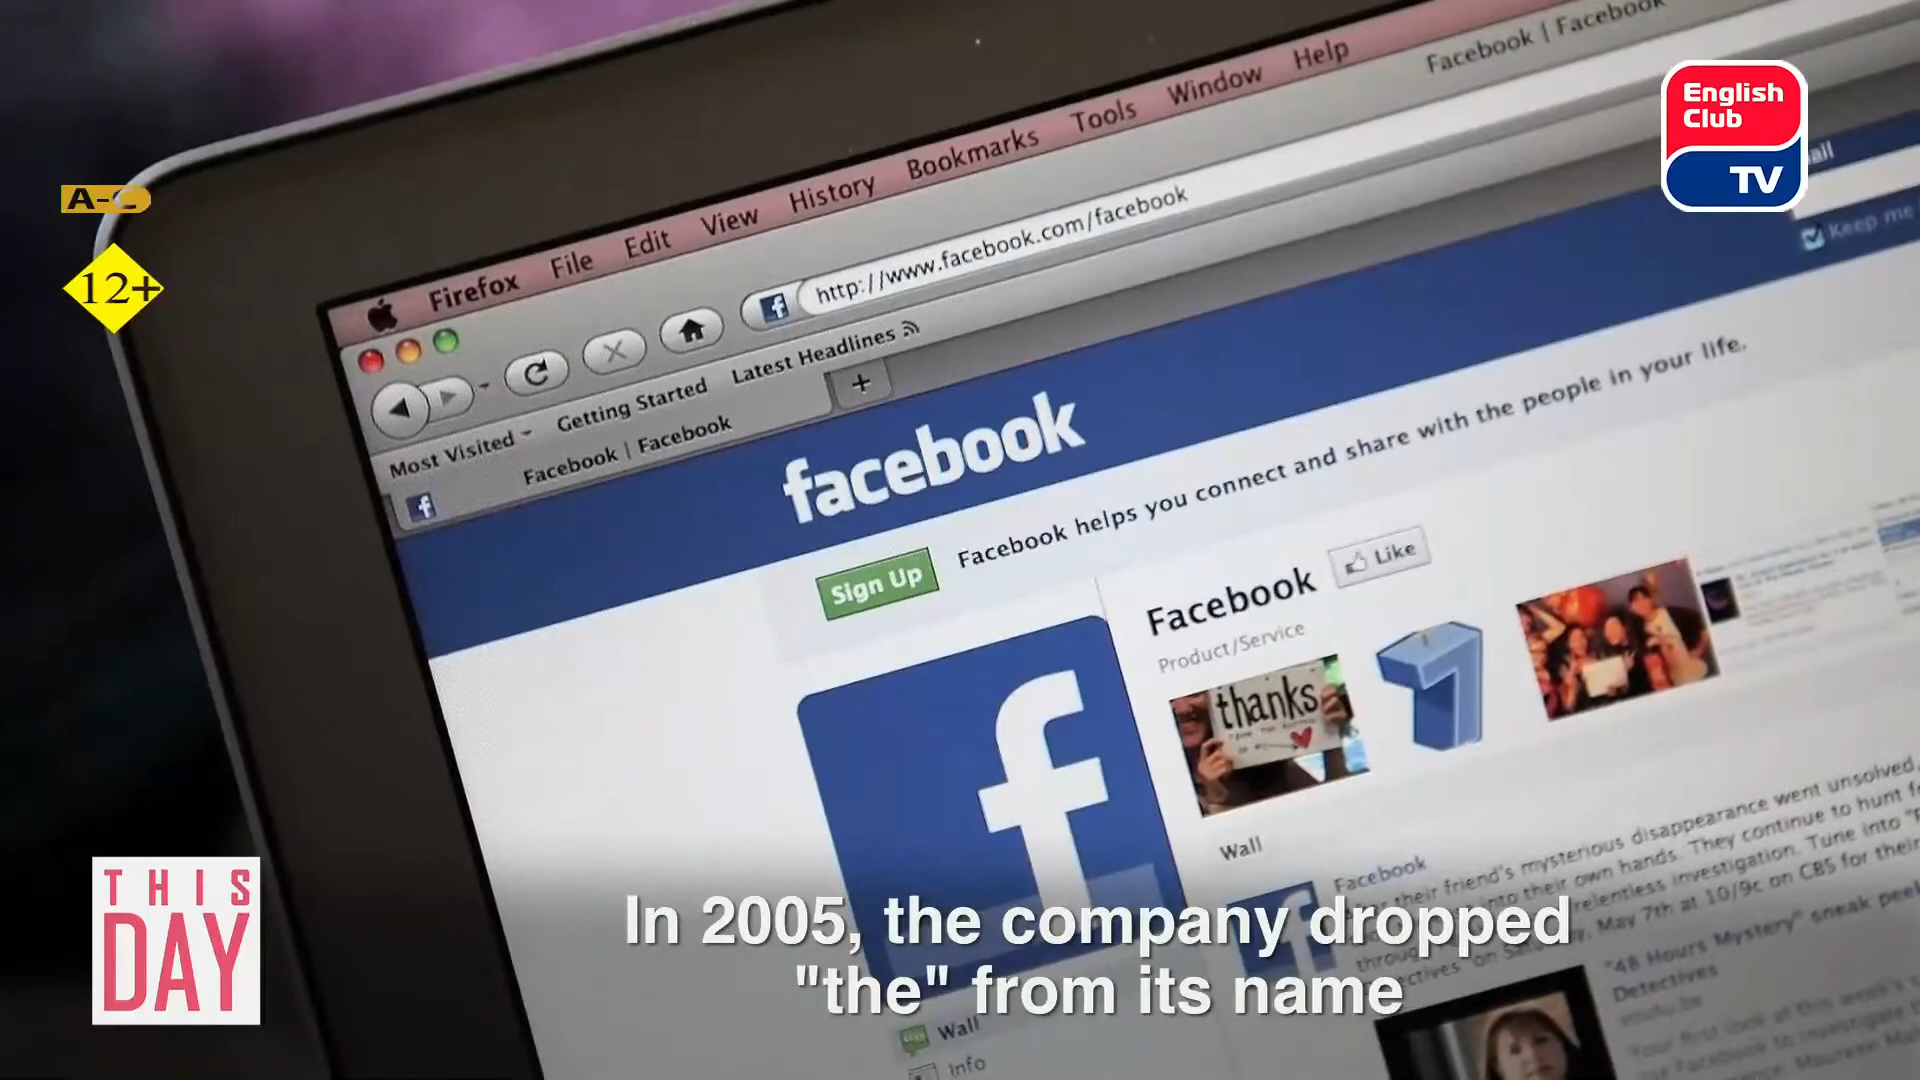 Firefox File Edit View History Bookmarks Tools Window Help
Facebook | Facebook
English
Club
TV
A-C
12+
http://www.facebook.com/facebook
Keep me
Most Visited Getting Started Latest Headlines
Facebook | Facebook
facebook
Sign Up
Facebook helps you connect and share with the people in your life.
Facebook
Like
Product/Service
thanks
Wall
Facebook
their friend's mysterious disappearance went unsolved,
into their own hands. They continue to hunt
relentless investigation. Tune into
May 7th at 10/9c on CBS for their
"48 Hours Mystery" sneak
Detectives
Wall
Info
THIS
DAY
In 2005, the company dropped
"the" from its name